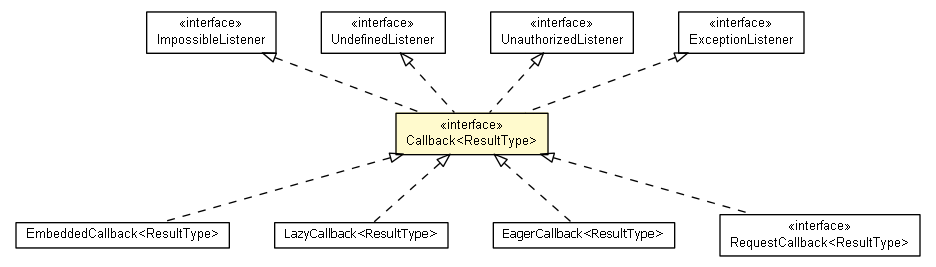 «interface»
ImpossibleListener
«interface»
UndefinedListener
«interface»
UnauthorizedListener
«interface»
ExceptionListener
«interface»
Callback<ResultType>
EmbeddedCallback<ResultType>
LazyCallback<ResultType>
EagerCallback<ResultType>
«interface»
RequestCallback<ResultType>